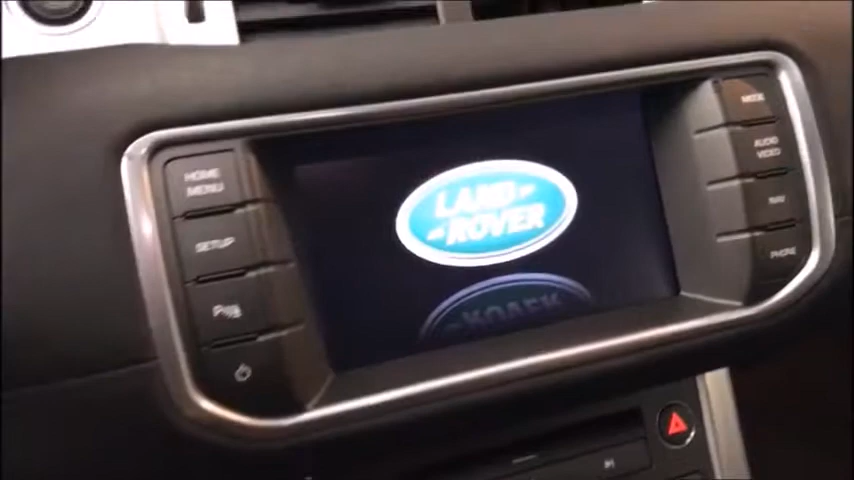 HOME
MENU
SETUP
LAND
ROVER
MODE
AUDIO
VIDEO
NAV
PHONE